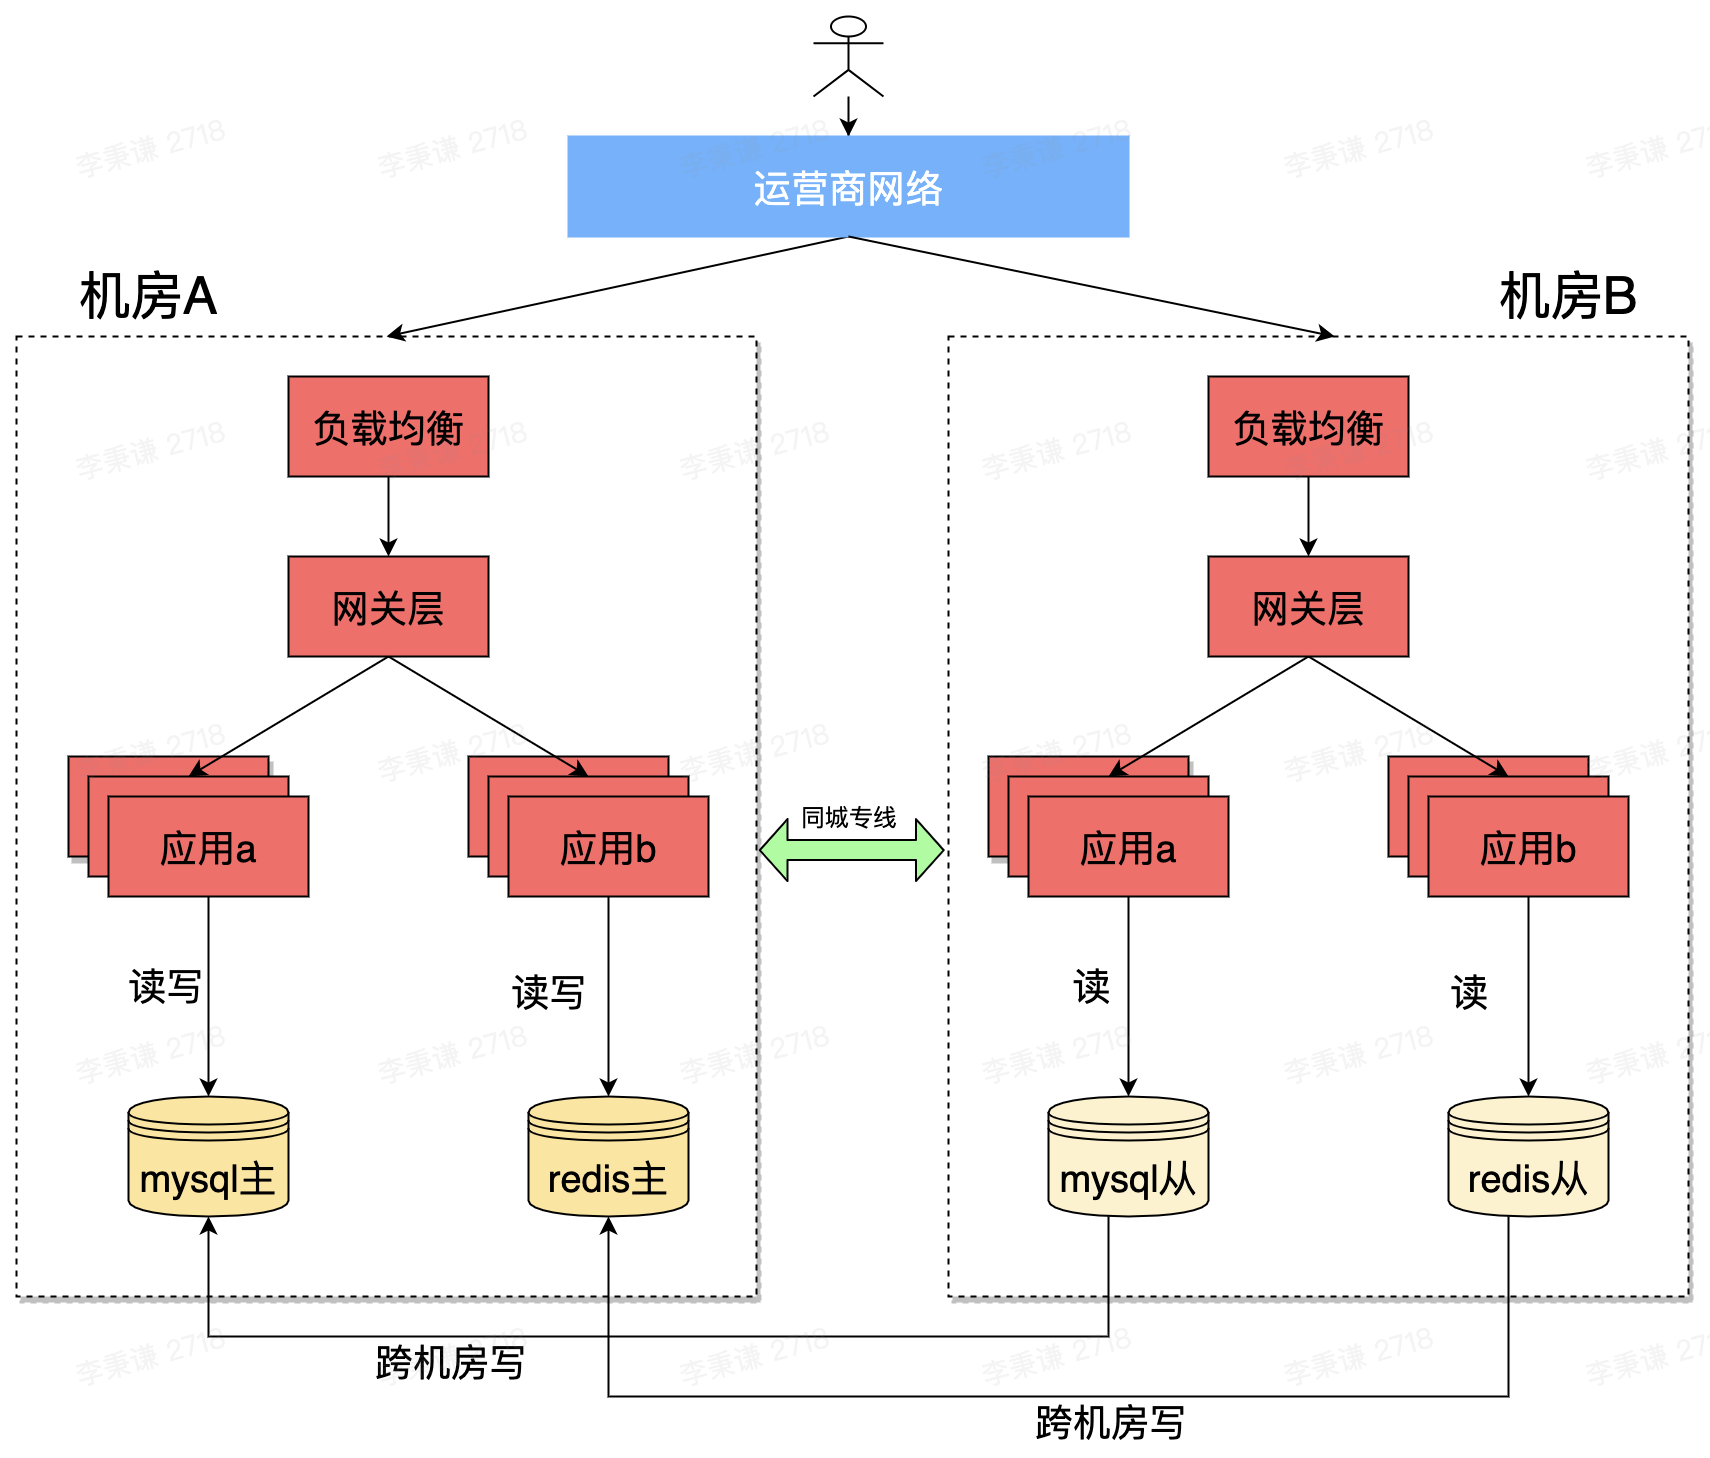 运营商网络
机房A
机房B
负载均衡
负载均衡
网关层
网关层
应用a
应用b
同城专线
应用a
应用b
读写
读写
读
读
mysql主
redis主
mysql从
redis从
跨机房写
跨机房写
李秉谦 2718